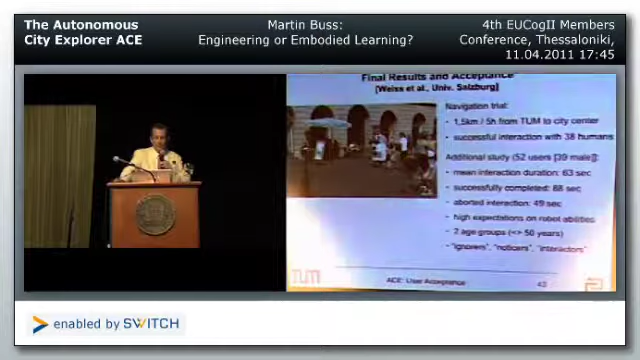 The Autonomous
City Explorer ACE
Martin Buss:
Engineering or Embodied Learning?
4th EUCogII Members
Conference, Thessaloniki,
11.04.2011 17:45
Final Results and Acceptance
[Weiss et al., Univ. Salzburg]
Navigation trial:
- 1,5km / 5h from TUM to city center
- successful interaction with 38 humans
Additional study (52 users [39 male]):
- mean interaction duration: 63 sec
- successfully completed: 88 sec
- aborted interaction: 49 sec
- high expectations on robot abilities
- 2 age groups (<> 50 years)
- "ignorers", "noticers", "interactors"
TUM
ACE: User Acceptance
43
enabled by SWITCH